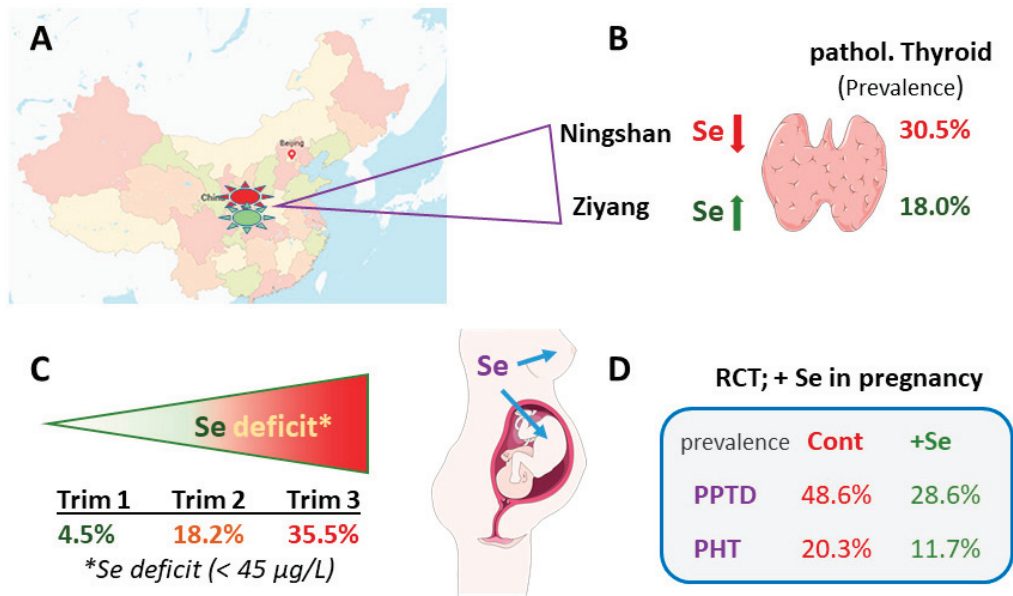 A
Beijing
China
B
pathol. Thyroid
(Prevalence)
Ningshan Se 30.5%
Ziyang Se 18.0%
C
Se deficit*
Trim 1 Trim 2 Trim 3
4.5% 18.2% 35.5%
*Se deficit (< 45 µg/L)
Se
D
RCT; + Se in pregnancy
prevalence Cont +Se
PPTD 48.6% 28.6%
PHT 20.3% 11.7%